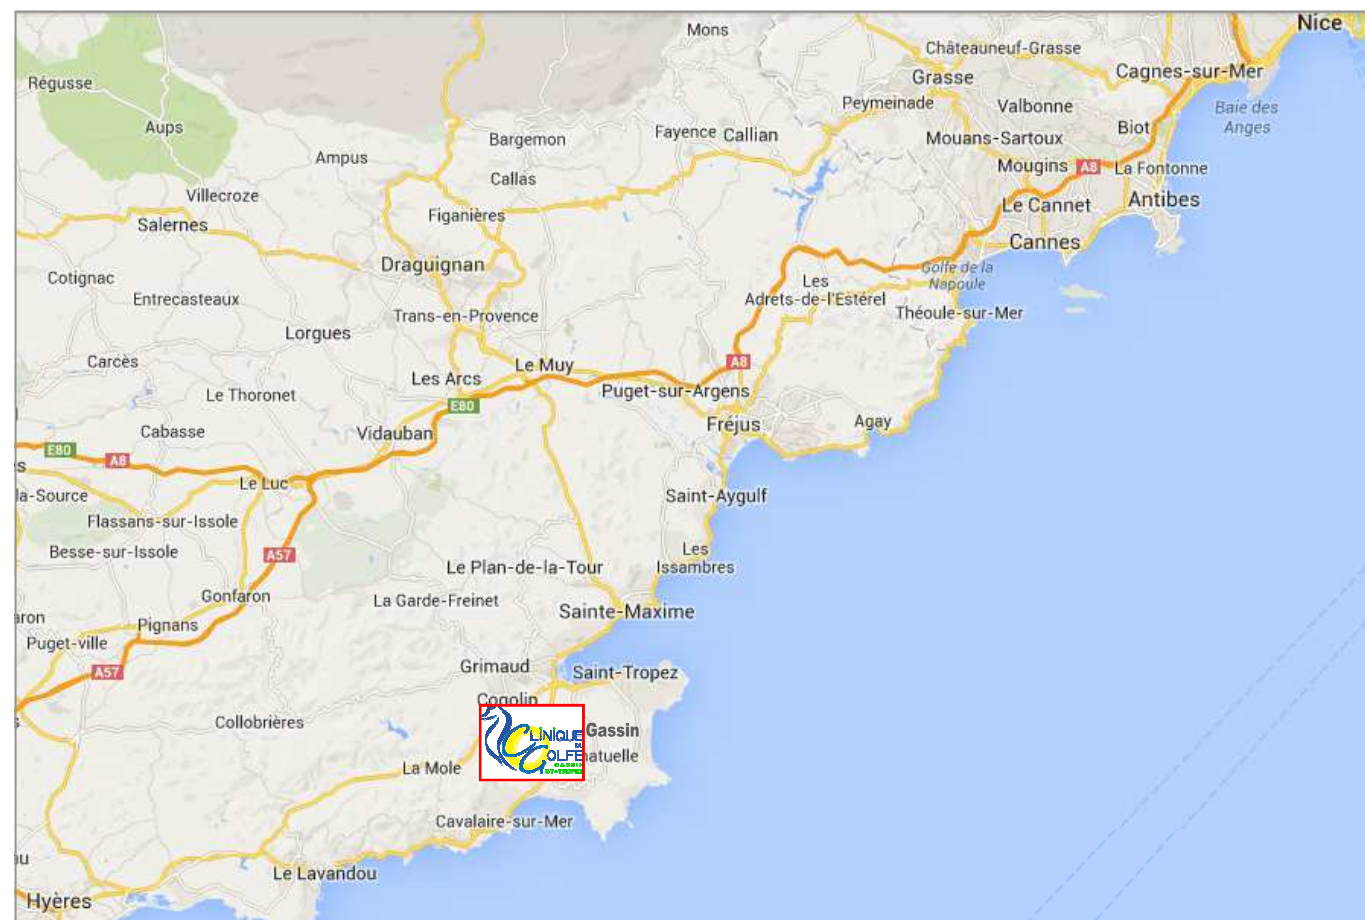 Nice
Mons
Châteauneuf-Grasse
Cagnes-sur-Mer
Grasse
Régusse
Peymeinade
Valbonne
Baie des
Anges
Aups
Biot
Fayence
Callian
Mouans-Sartoux
Bargemon
Ampus
Mougins
A8
La Fontonne
Callas
Villecroze
Le Cannet
Antibes
Figanières
Salernes
Cannes
Draguignan
Golfe de la
Napoule
Cotignac
Les
Adrets-de-l'Estérel
Entrecasteaux
Théoule-sur-Mer
Trans-en-Provence
Lorgues
Carcès
A8
Le Muy
Les Arcs
Puget-sur-Argens
Le Thoronet
E80
Fréjus
Agay
Cabasse
Vidauban
E80
A8
Le Luc
la-Source
Saint-Aygulf
Flassans-sur-Issole
Besse-sur-Issole
A57
Les
Issambres
Le Plan-de-la-Tour
Gonfaron
La Garde-Freinet
Sainte-Maxime
aron
Pignans
Puget-ville
Grimaud
Saint-Tropez
A57
Cogolin
Collobrières
CLINIQUE
DU
GOLFE
GASSIN
ST-TROPEZ
Gassin
atuelle
La Mole
Cavalaire-sur-Mer
Le Lavandou
Hyères